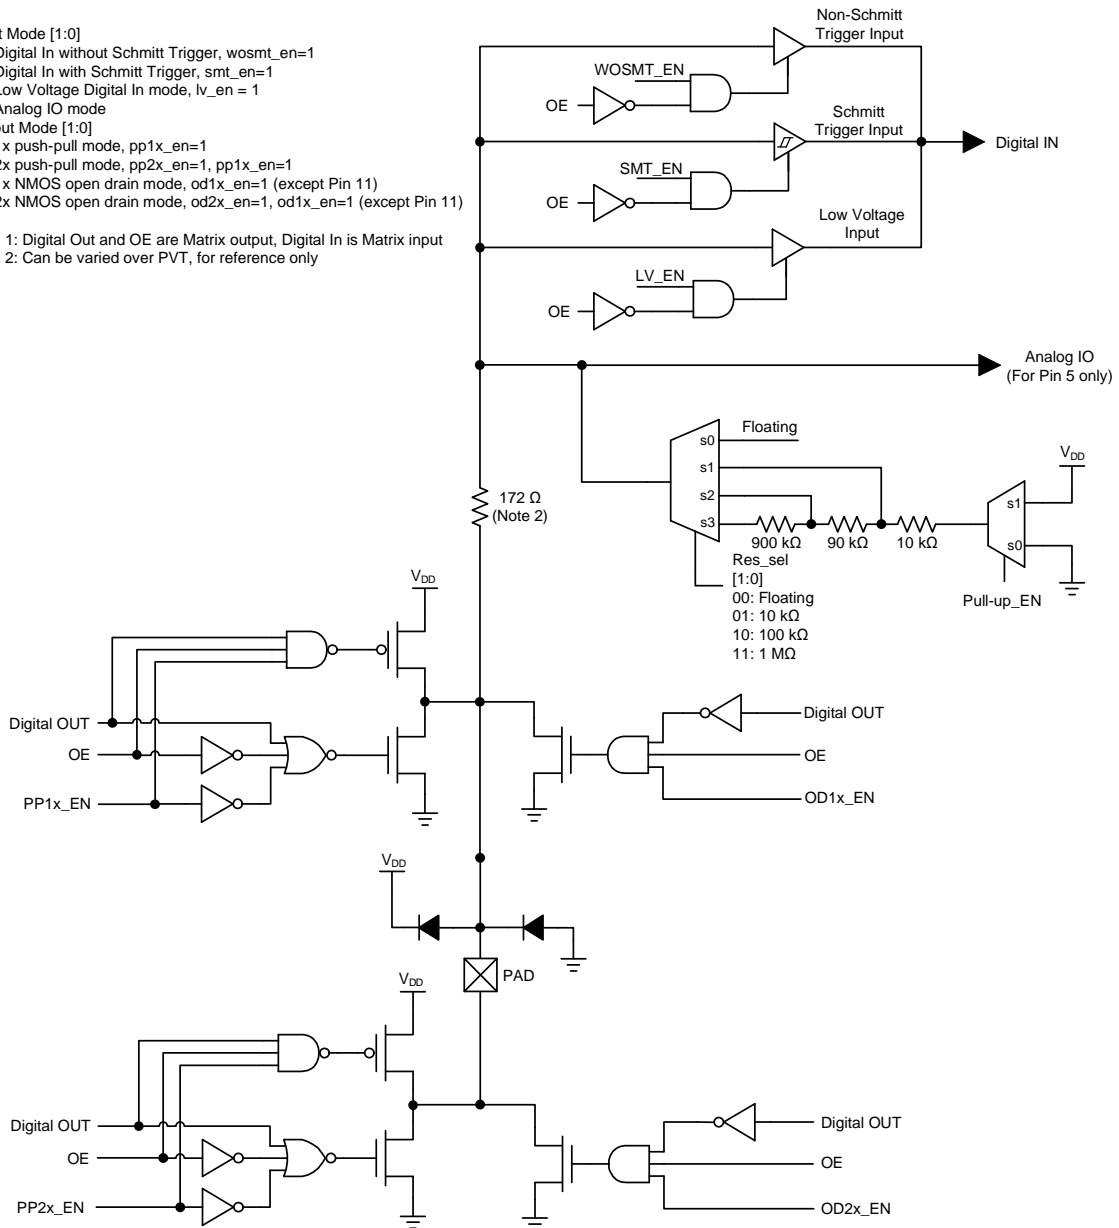 t Mode [1:0]
Digital In without Schmitt Trigger, wosmt_en=1
Digital In with Schmitt Trigger, smt_en=1
Low Voltage Digital In mode, lv_en = 1
Analog IO mode
out Mode [1:0]
x push-pull mode, pp1x_en=1
2x push-pull mode, pp2x_en=1, pp1x_en=1
x NMOS open drain mode, od1x_en=1 (except Pin 11)
2x NMOS open drain mode, od2x_en=1, od1x_en=1 (except Pin 11)
1: Digital Out and OE are Matrix output, Digital In is Matrix input
2: Can be varied over PVT, for reference only
Non-Schmitt
Trigger Input
WOSMT_EN
OE
Schmitt
Trigger Input
Digital IN
SMT_EN
OE
Low Voltage
Input
LV_EN
OE
Analog IO
(For Pin 5 only)
s0
Floating
s1
s2
s3
900 kΩ
90 kΩ
10 kΩ
VDD
s1
s0
Pull-up_EN
Res_sel
[1:0]
00: Floating
01: 10 kΩ
10: 100 kΩ
11: 1 MΩ
172 Ω
(Note 2)
VDD
Digital OUT
OE
PP1x_EN
Digital OUT
OE
OD1x_EN
VDD
PAD
VDD
Digital OUT
OE
PP2x_EN
Digital OUT
OE
OD2x_EN